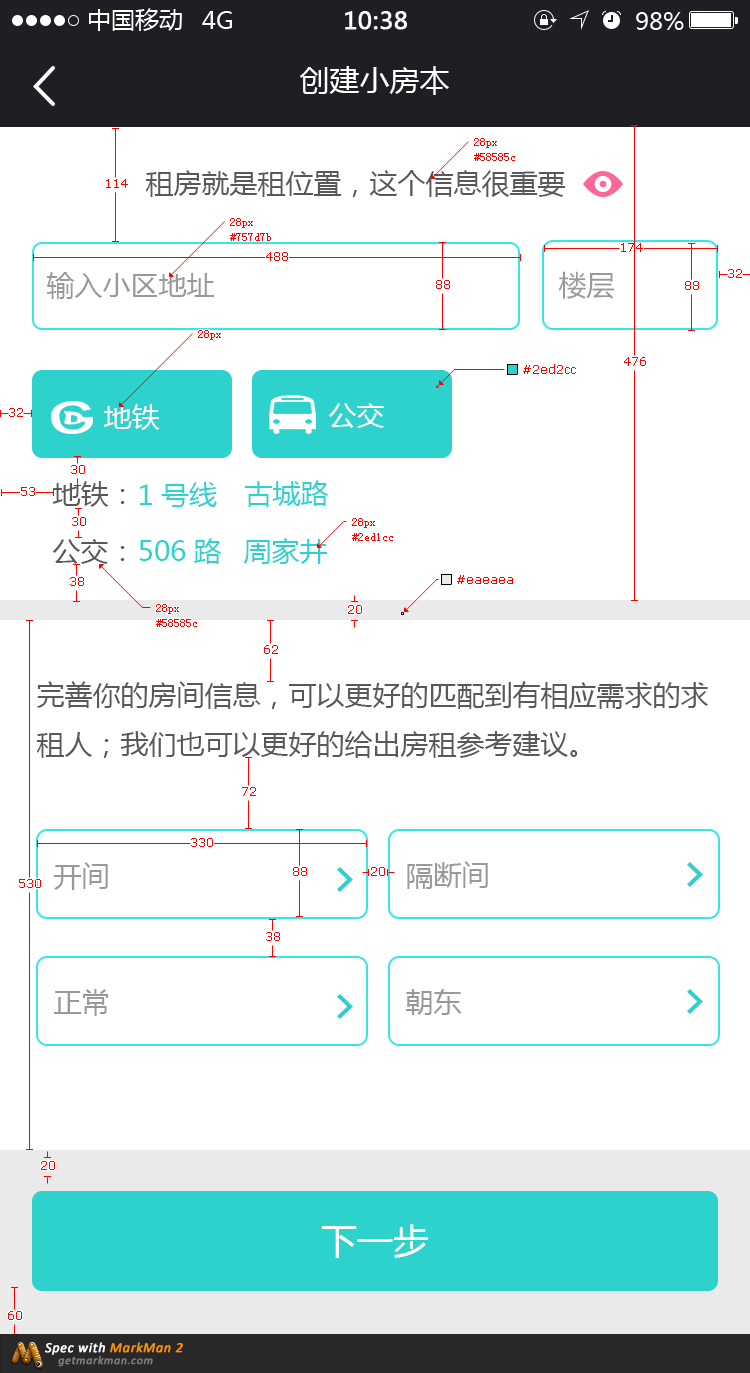 中国移动 4G 10:38 98%
创建小房本
28px
#58585c
114
租房就是租位置，这个信息很重要
28px
#757d7b
488
174
输入小区地址
88
楼层
88
32
28px
476
#2ed2cc
32
地铁
公交
30
53
地铁：1 号线 古城路
30
28px
#2ed1cc
公交：506 路 周家井
38
#eaeaea
28px
#58585c
20
62
完善你的房间信息，可以更好的匹配到有相应需求的求
租人；我们也可以更好的给出房租参考建议。
72
330
530
开间
88
20
隔断间
38
正常
朝东
20
下一步
60
Spec with MarkMan 2
getmarkman.com